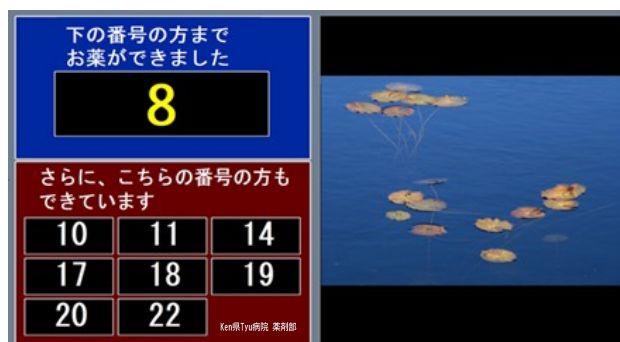 下の番号の方まで
お薬ができました
8
さらに、こちらの番号の方も
できています
10 11 14
17 18 19
20 22
Ken県Tyu病院 薬剤部